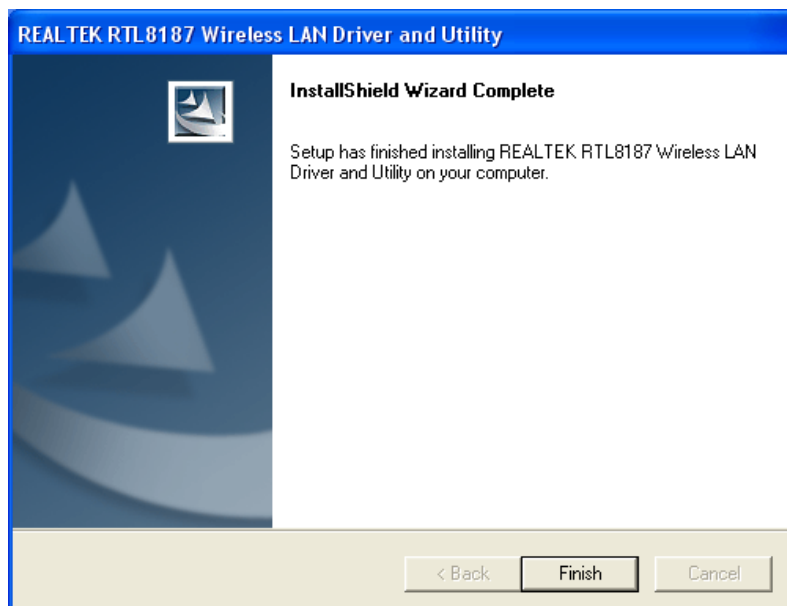 REALTEK RTL8187 Wireless LAN Driver and Utility
InstallShield Wizard Complete
Setup has finished installing REALTEK RTL8187 Wireless LAN
Driver and Utility on your computer.
< Back Finish Cancel